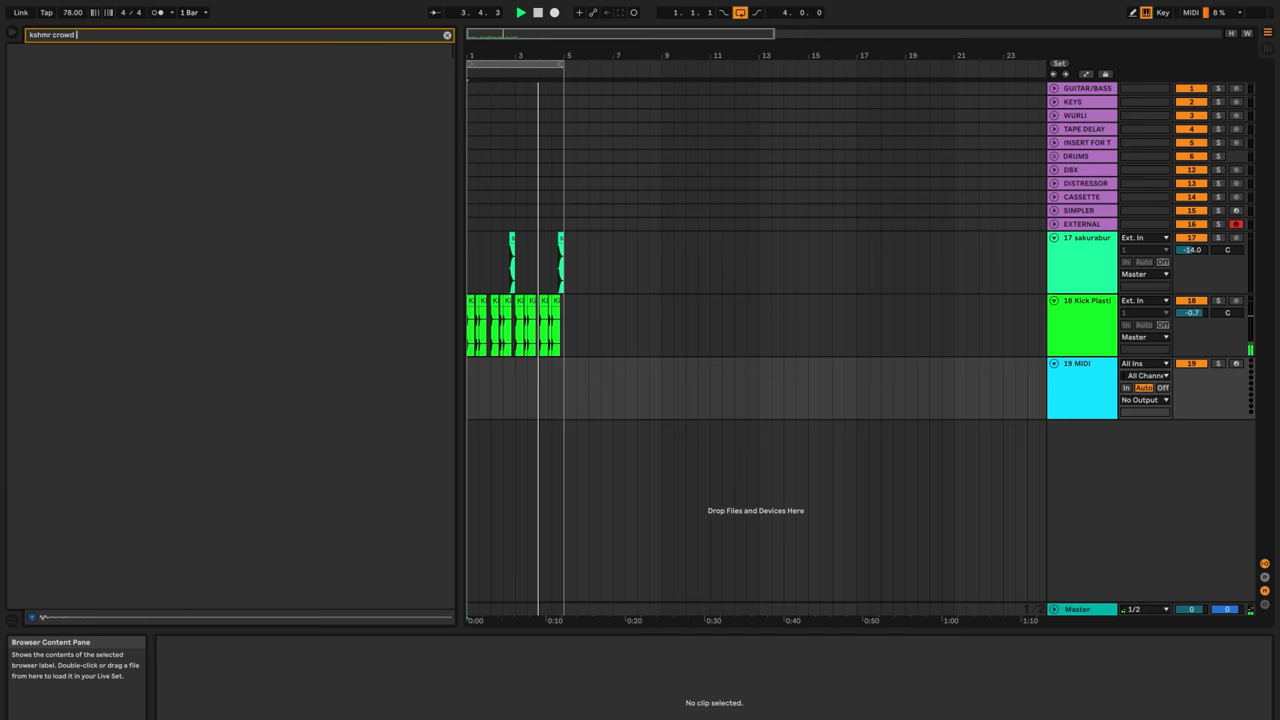 Link Tap 78.00 4 / 4 1 Bar 3. 4. 3 1. 1. 1 4. 0. 0 Key MIDI 8 %
kshmr crowd
H W
1 3 5 7 9 11 13 15 17 19 21 23
Set
GUITAR/BASS 1 S
KEYS 2 S
WURLI 3 S
TAPE DELAY 4 S
INSERT FOR T 5 S
DRUMS 6 S
DBX 12 S
DISTRESSOR 13 S
CASSETTE 14 S
SIMPLER 15 S
EXTERNAL 16 S
17 sakurabur Ext. In 17 S
1 -14.0 C
In Auto Off
Master
18 Kick Plasti Ext. In 18 S
1 -0.7 C
In Auto Off
Master
19 MIDI All Ins 19 S
All Channe
In Auto Off
No Output
Drop Files and Devices Here
1/2 Master 1/2 0 0
0:00 0:10 0:20 0:30 0:40 0:50 1:00 1:10
Browser Content Pane
Shows the contents of the selected
browser label. Double-click or drag a file
from here to load it in your Live Set.
No clip selected.